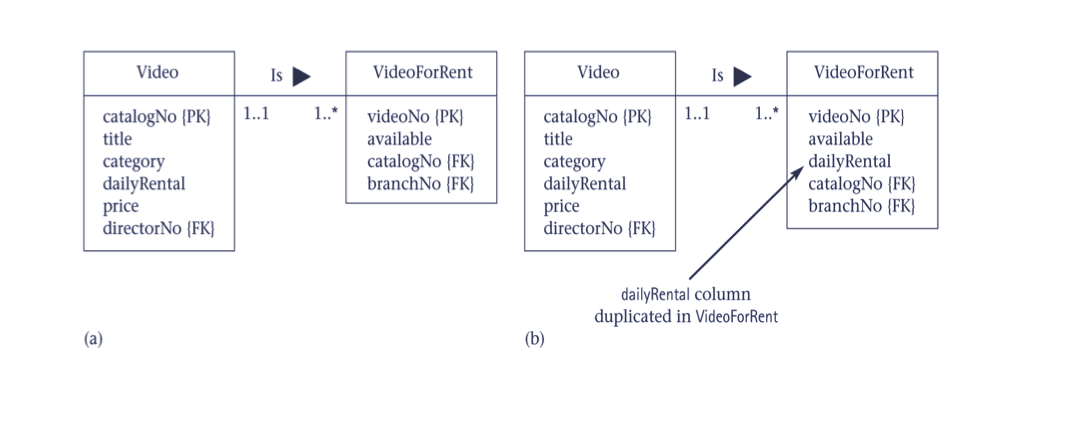 Video
Is ▶
VideoForRent
catalogNo {PK}
title
category
dailyRental
price
directorNo {FK}
1..1
1..*
videoNo {PK}
available
catalogNo {FK}
branchNo {FK}
(a)
Video
Is ▶
VideoForRent
catalogNo {PK}
title
category
dailyRental
price
directorNo {FK}
1..1
1..*
videoNo {PK}
available
dailyRental
catalogNo {FK}
branchNo {FK}
dailyRental column
duplicated in VideoForRent
(b)